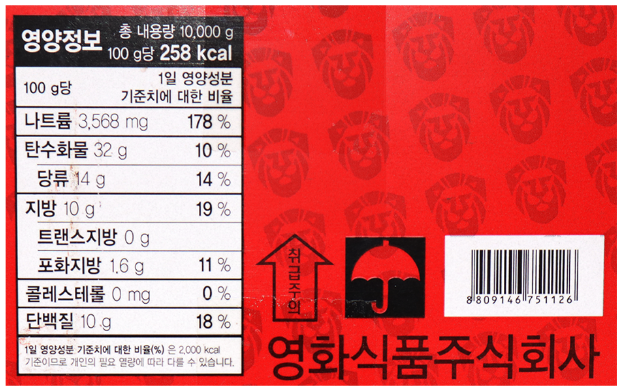 영양정보 총 내용량 10,000 g
100 g당 258 kcal
100 g당 1일 영양성분
기준치에 대한 비율
나트륨 3,568 mg 178 %
탄수화물 32 g 10 %
당류 14 g 14 %
지방 10 g 19 %
트랜스지방 0 g
포화지방 1.6 g 11 %
콜레스테롤 0 mg 0 %
단백질 10 g 18 %
1일 영양성분 기준치에 대한 비율(%) 은 2,000 kcal
기준이므로 개인의 필요 열량에 따라 다를 수 있습니다.
취급주의
8 809146 751126
영화식품주식회사